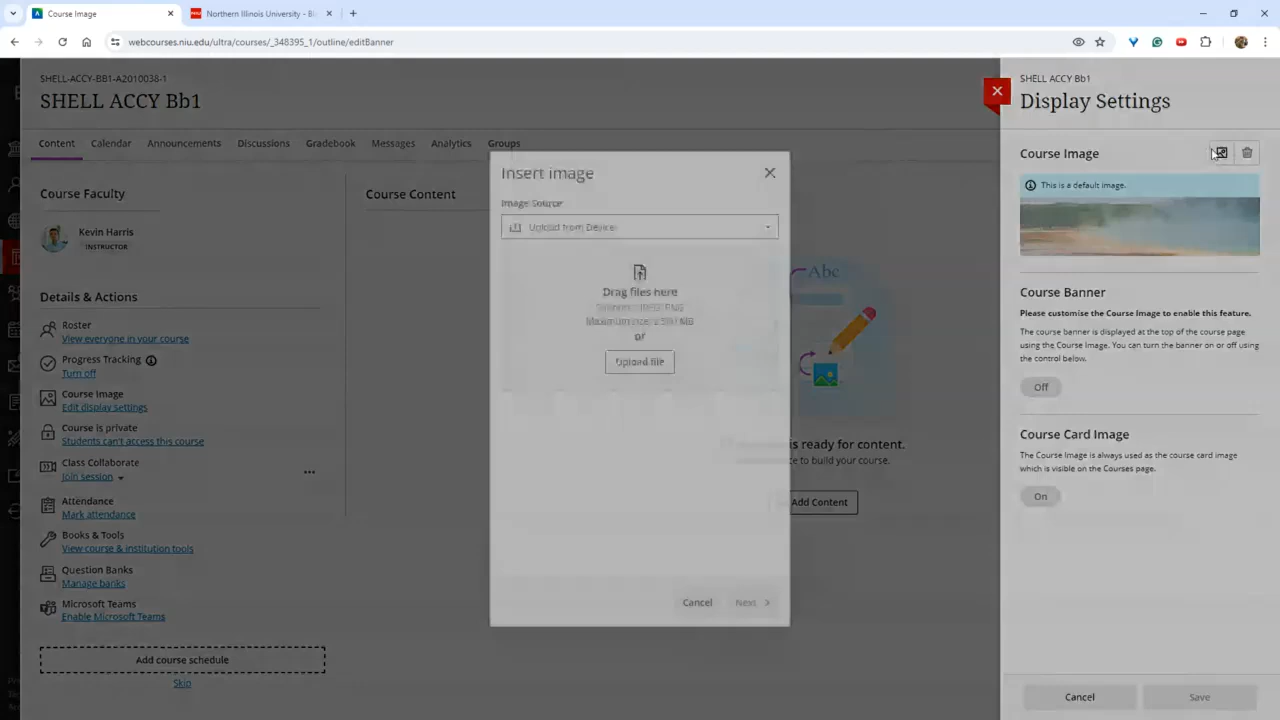 Course Image
Northern Illinois University - Bl
webcourses.niu.edu/ultra/courses/_348395_1/outline/editBanner
SHELL-ACCY-BB1-A2010038-1
SHELL ACCY Bb1
Content Calendar Announcements Discussions Gradebook Messages Analytics Groups
Course Faculty
Kevin Harris
INSTRUCTOR
Details & Actions
Roster
View everyone in your course
Progress Tracking
Turn off
Course Image
Edit display settings
Course is private
Students can't access this course
Class Collaborate
Join session
Attendance
Mark attendance
Books & Tools
View course & institution tools
Question Banks
Manage banks
Microsoft Teams
Enable Microsoft Teams
Add course schedule
Skip
Course Content
Abc
is ready for content.
to build your course.
Add Content
Insert image
Image Source
Upload from Device
Drag files here
or
Upload file
Cancel Next
SHELL ACCY Bb1
Display Settings
Course Image
This is a default image.
Course Banner
Please customise the Course Image to enable this feature.
The course banner is displayed at the top of the course page
using the Course Image. You can turn the banner on or off using
the control below.
Off
Course Card Image
The Course Image is always used as the course card image
which is visible on the Courses page.
On
Cancel Save